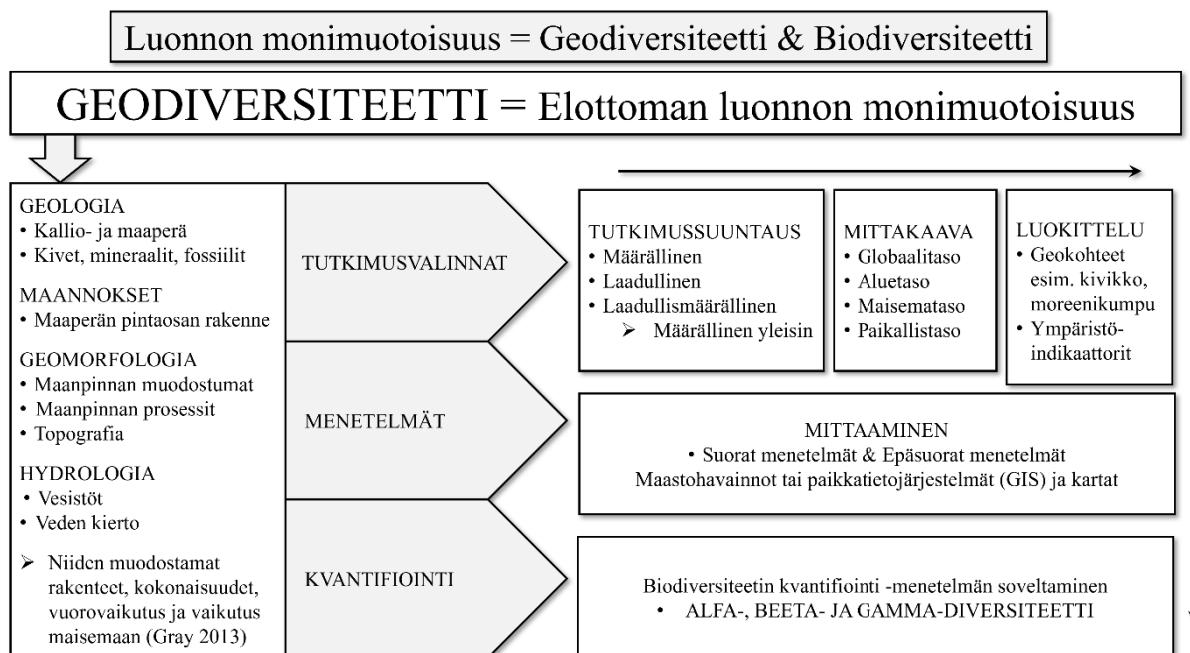 Luonnon monimuotoisuus = Geodiversiteetti & Biodiversiteetti
GEODIVERSITEETTI = Elottoman luonnon monimuotoisuus
GEOLOGIA
• Kallio- ja maaperä
• Kivet, mineraalit, fossiilit
MAANNOKSET
• Maaperän pintaosan rakenne
GEOMORFOLOGIA
• Maanpinnan muodostumat
• Maanpinnan prosessit
• Topografia
HYDROLOGIA
• Vesistöt
• Veden kierto
➢ Niiden muodostamat
rakenteet, kokonaisuudet,
vuorovaikutus ja vaikutus
maisemaan (Gray 2013)
TUTKIMUSVALINNAT
TUTKIMUSSUUNTAUS
• Määrällinen
• Laadullinen
• Laadullismäärällinen
➢ Määrällinen yleisin
MITTAKAAVA
• Globaalitaso
• Aluetaso
• Maisemataso
• Paikallistaso
LUOKITTELU
• Geokohteet
esim. kivikko,
moreenikumpu
• Ympäristö-
indikaattorit
MENETELMÄT
MITTAAMINEN
• Suorat menetelmät & Epäsuorat menetelmät
Maastohavainnot tai paikkatietojärjestelmät (GIS) ja kartat
KVANTIFIOINTI
Biodiversiteetin kvantifiointi -menetelmän soveltaminen
• ALFA-, BEETA- JA GAMMA-DIVERSITEETTI